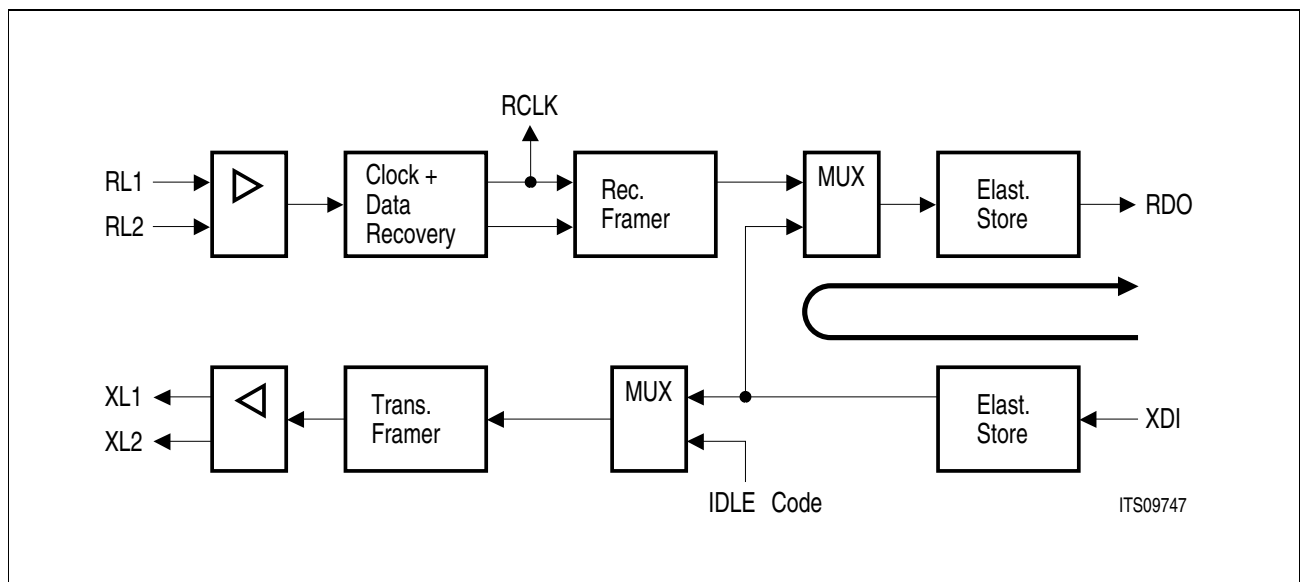 RCLK
RL1
RL2
Clock +
Data
Recovery
Rec.
Framer
MUX
Elast.
Store
RDO
XL1
XL2
Trans.
Framer
MUX
IDLE Code
Elast.
Store
XDI
ITS09747